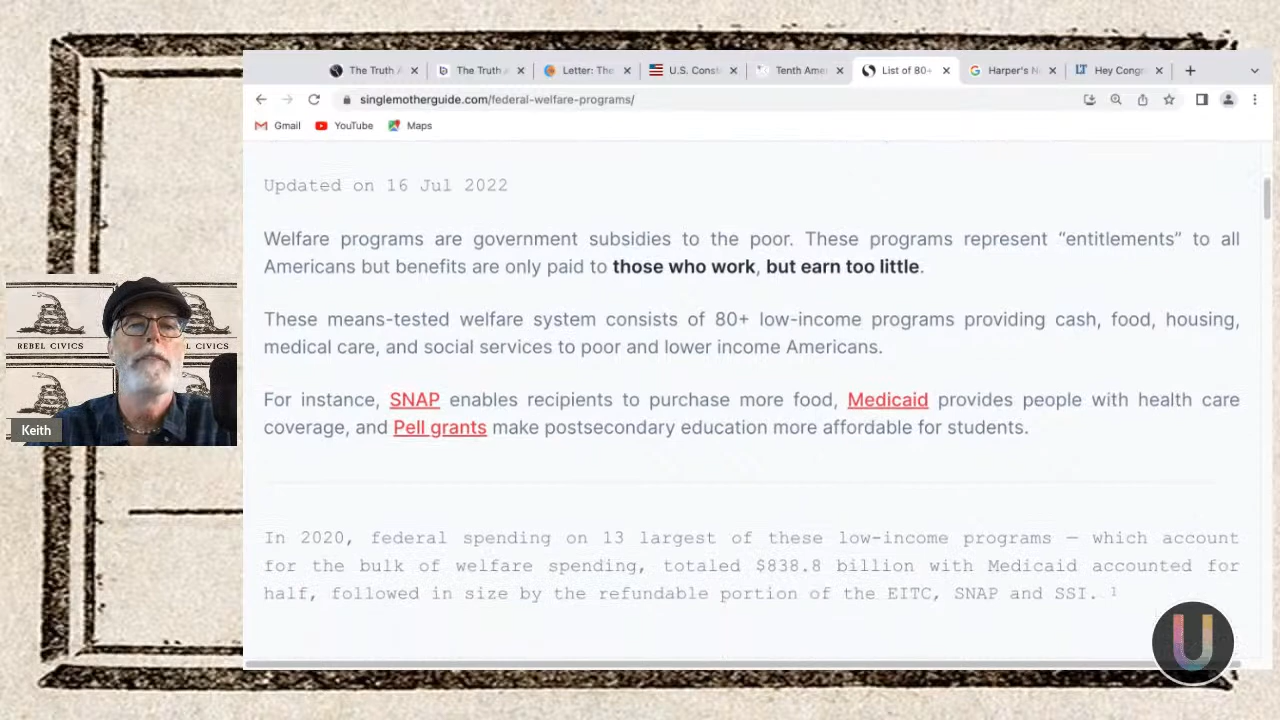 The Truth A
The Truth A
Letter: The
U.S. Const
Tenth Ame
List of 80+
Harper's N
Hey Congr
singlemotherguide.com/federal-welfare-programs/
Gmail
YouTube
Maps
Updated on 16 Jul 2022
Welfare programs are government subsidies to the poor. These programs represent “entitlements” to all
Americans but benefits are only paid to those who work, but earn too little.
These means-tested welfare system consists of 80+ low-income programs providing cash, food, housing,
medical care, and social services to poor and lower income Americans.
For instance, SNAP enables recipients to purchase more food, Medicaid provides people with health care
coverage, and Pell grants make postsecondary education more affordable for students.
In 2020, federal spending on 13 largest of these low-income programs — which account
for the bulk of welfare spending, totaled $838.8 billion with Medicaid accounted for
half, followed in size by the refundable portion of the EITC, SNAP and SSI. 1
REBEL CIVICS
L CIVICS
Keith
U